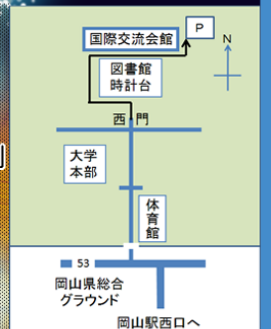 P
国際交流会館
N
図書館
時計台
西門
大学
本部
体
育
館
53
岡山県総合
グラウンド
岡山駅西口へ